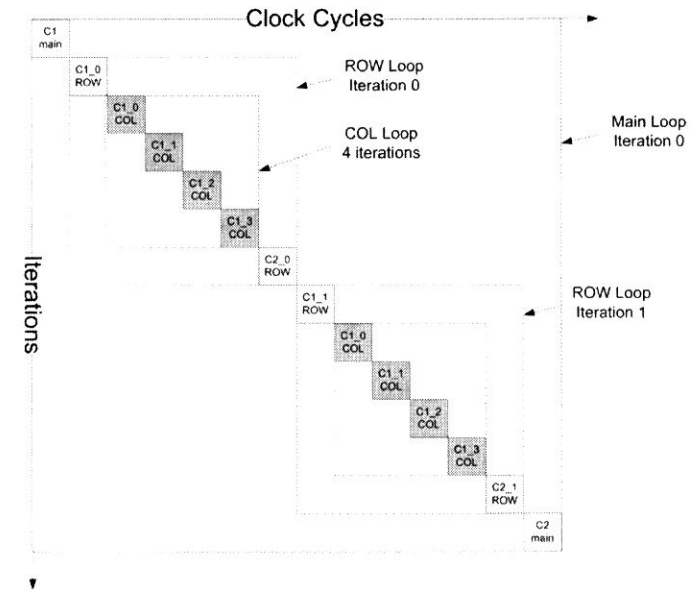 Clock Cycles
C1
main
C1_0
ROW
ROW Loop
Iteration 0
C1_0
COL
Main Loop
Iteration 0
COL Loop
4 iterations
C1_1
COL
C1_2
COL
C1_3
COL
C2_0
ROW
Iterations
C1_1
ROW
ROW Loop
Iteration 1
C1_0
COL
C1_1
COL
C1_2
COL
C1_3
COL
C2_1
ROW
C2
main